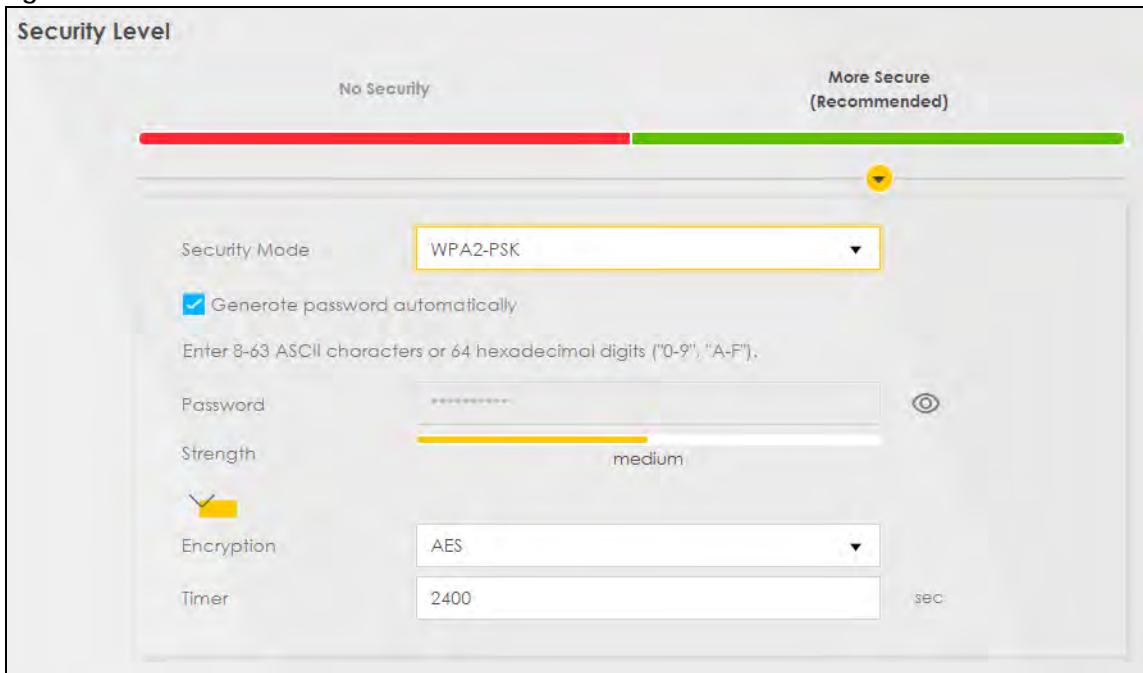 Security Level
No Security
More Secure
(Recommended)
Security Mode
WPA2-PSK
Generate password automatically
Enter 8-63 ASCII characters or 64 hexadecimal digits ("0-9", "A-F").
Password
**********
Strength
medium
Encryption
AES
Timer
2400
sec